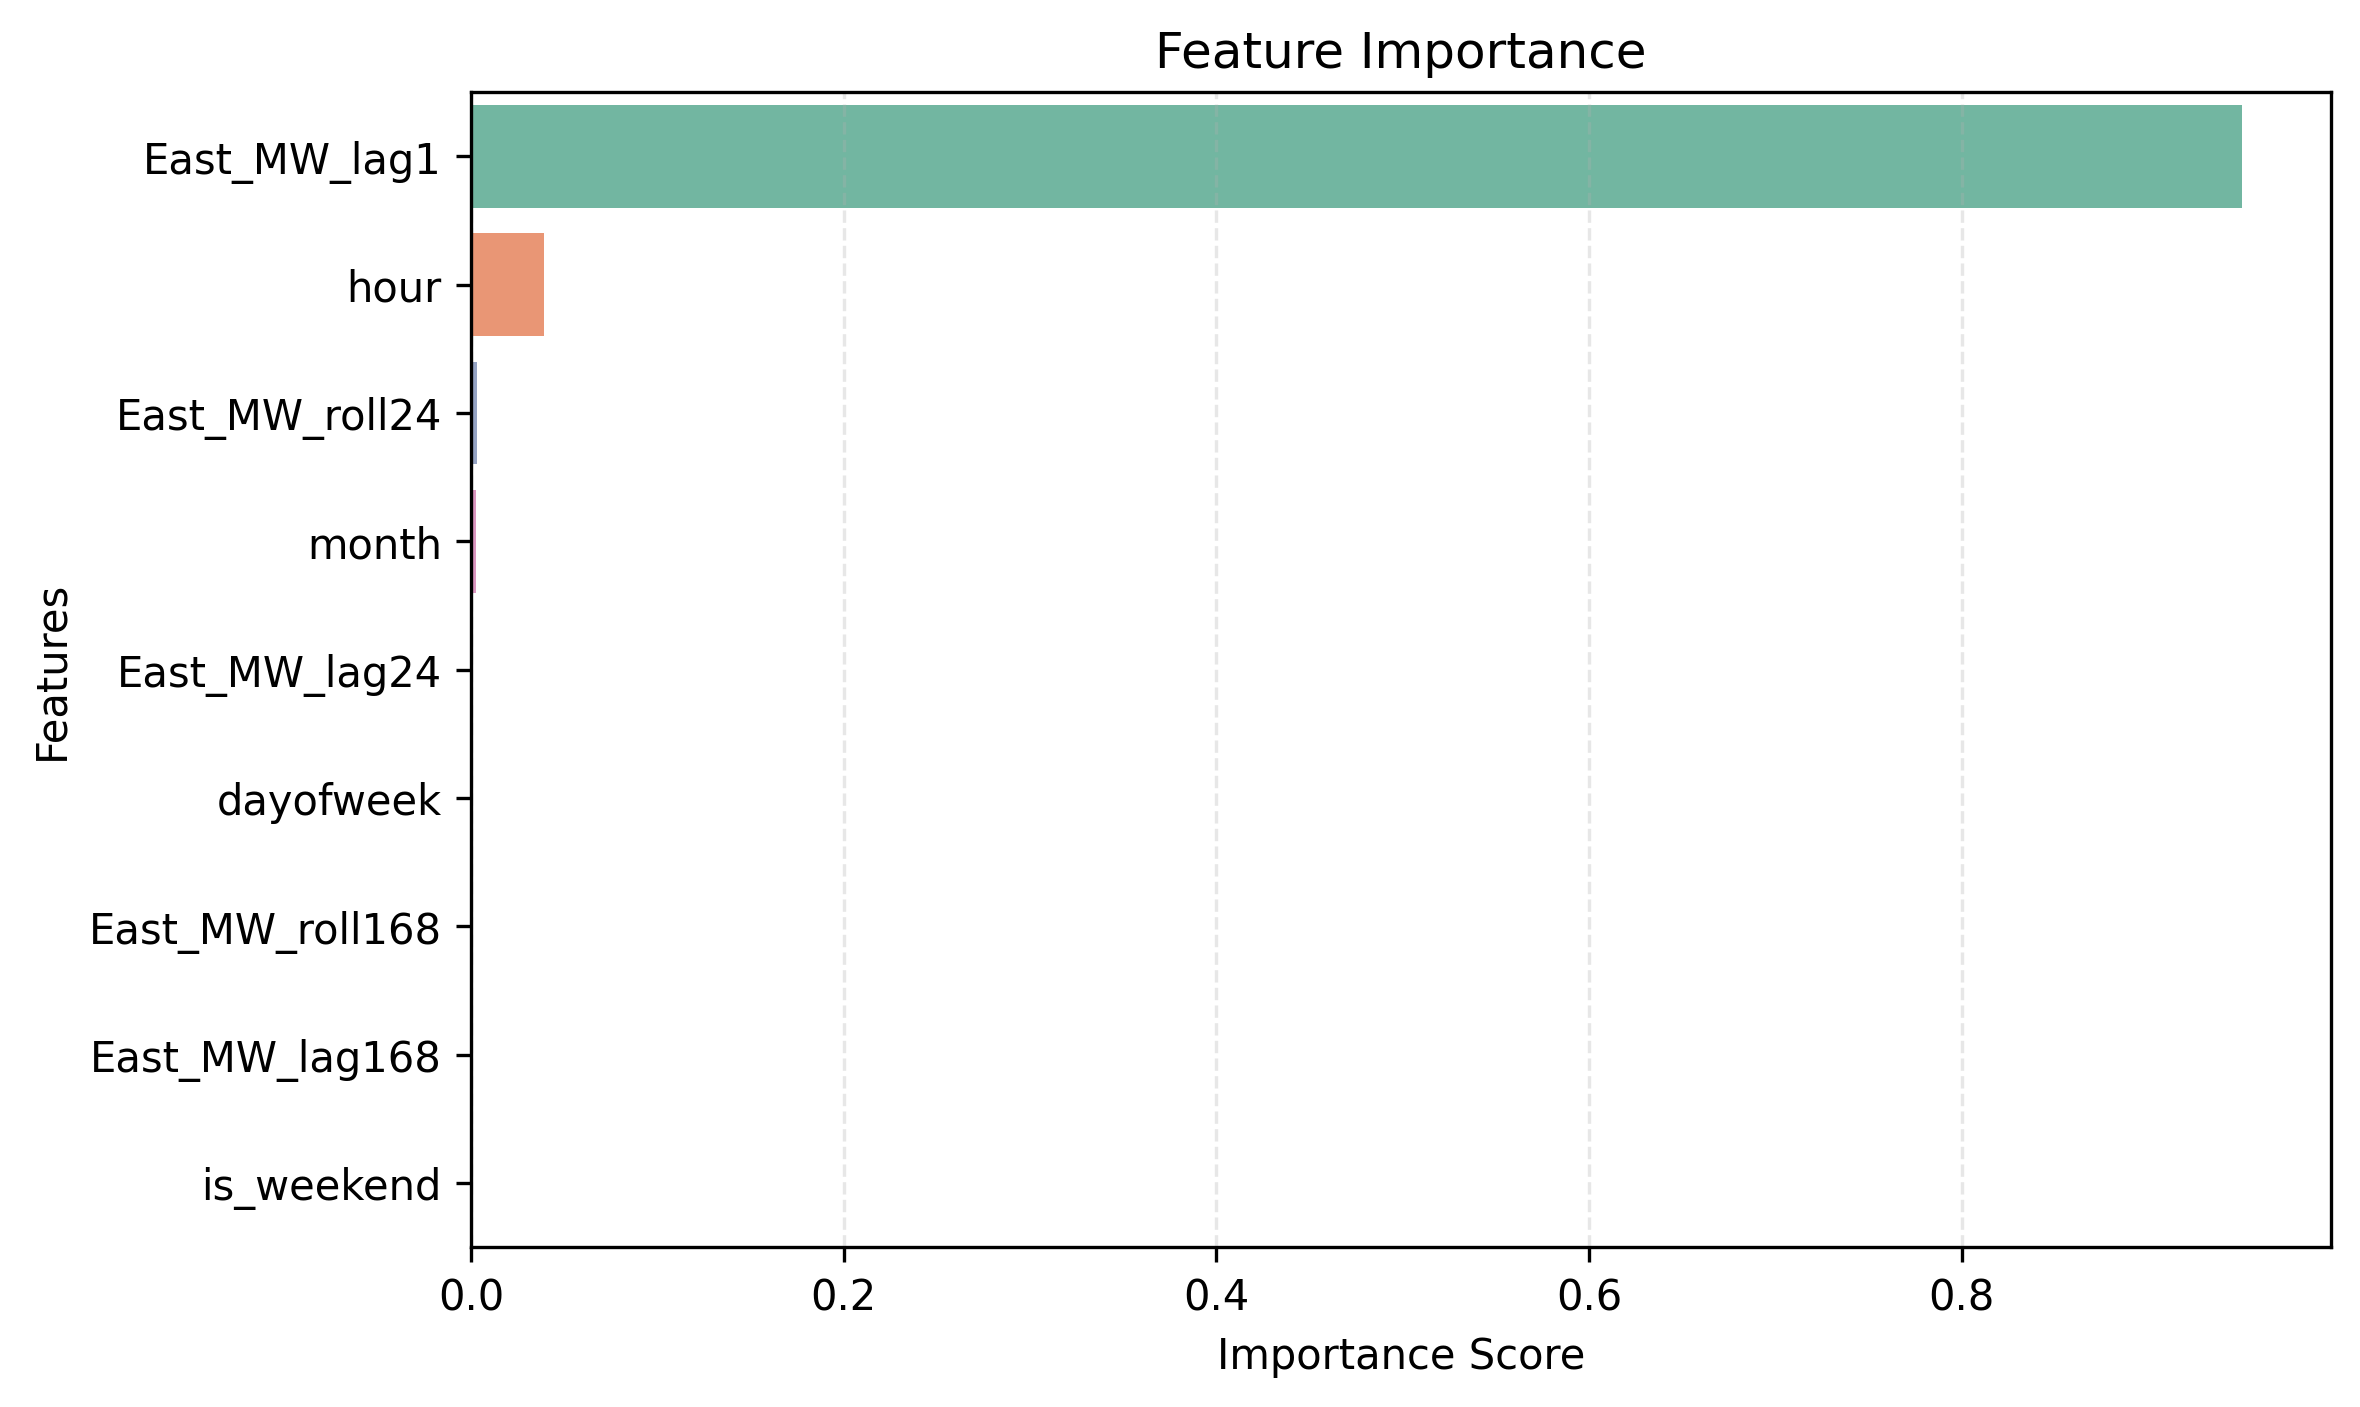 Feature Importance
East_MW_lag1
hour
East_MW_roll24
month
East_MW_lag24
dayofweek
East_MW_roll168
East_MW_lag168
is_weekend
Features
0.0 0.2 0.4 0.6 0.8
Importance Score